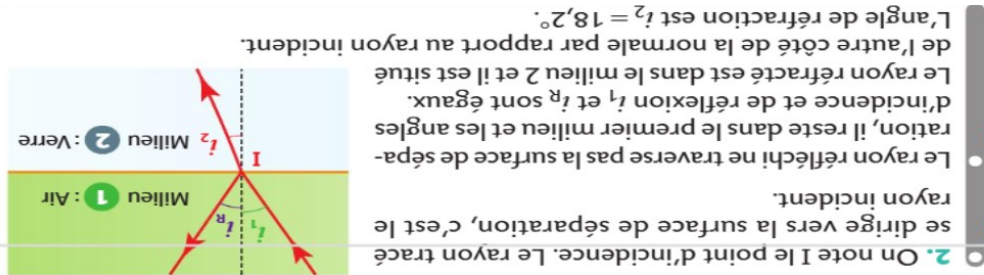 2. On note I le point d'incidence. Le rayon tracé
se dirige vers la surface de séparation, c'est le
rayon incident.
Le rayon réfléchi ne traverse pas la surface de sépa-
ration, il reste dans le premier milieu et les angles
d'incidence et de réflexion i₁ et iR sont égaux.
Le rayon réfracté est dans le milieu 2 et il est situé
de l'autre côté de la normale par rapport au rayon incident.
L'angle de réfraction est i₂ = 18,2°.
i₁
iR
Milieu 1 : Air
I
i₂
Milieu 2 : Verre